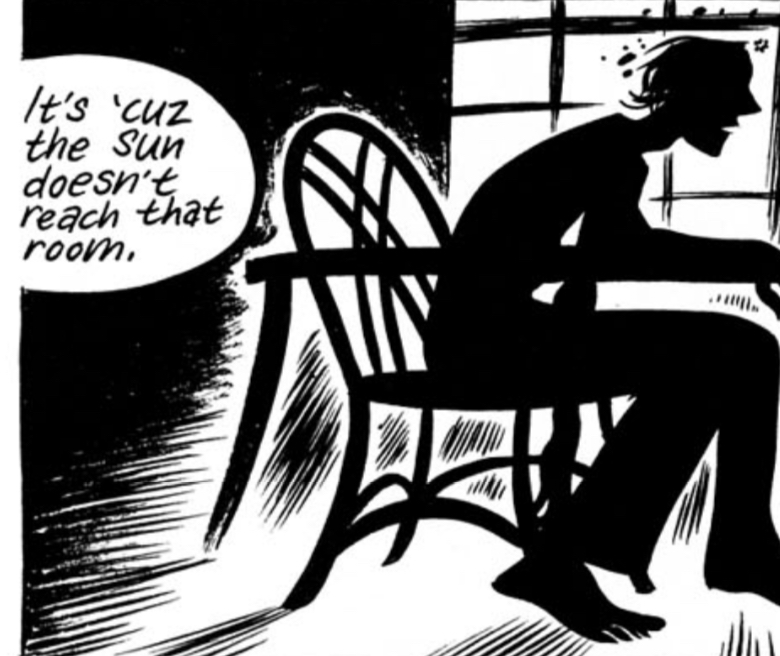 It's 'cuz
the sun
doesn't
reach that
room.